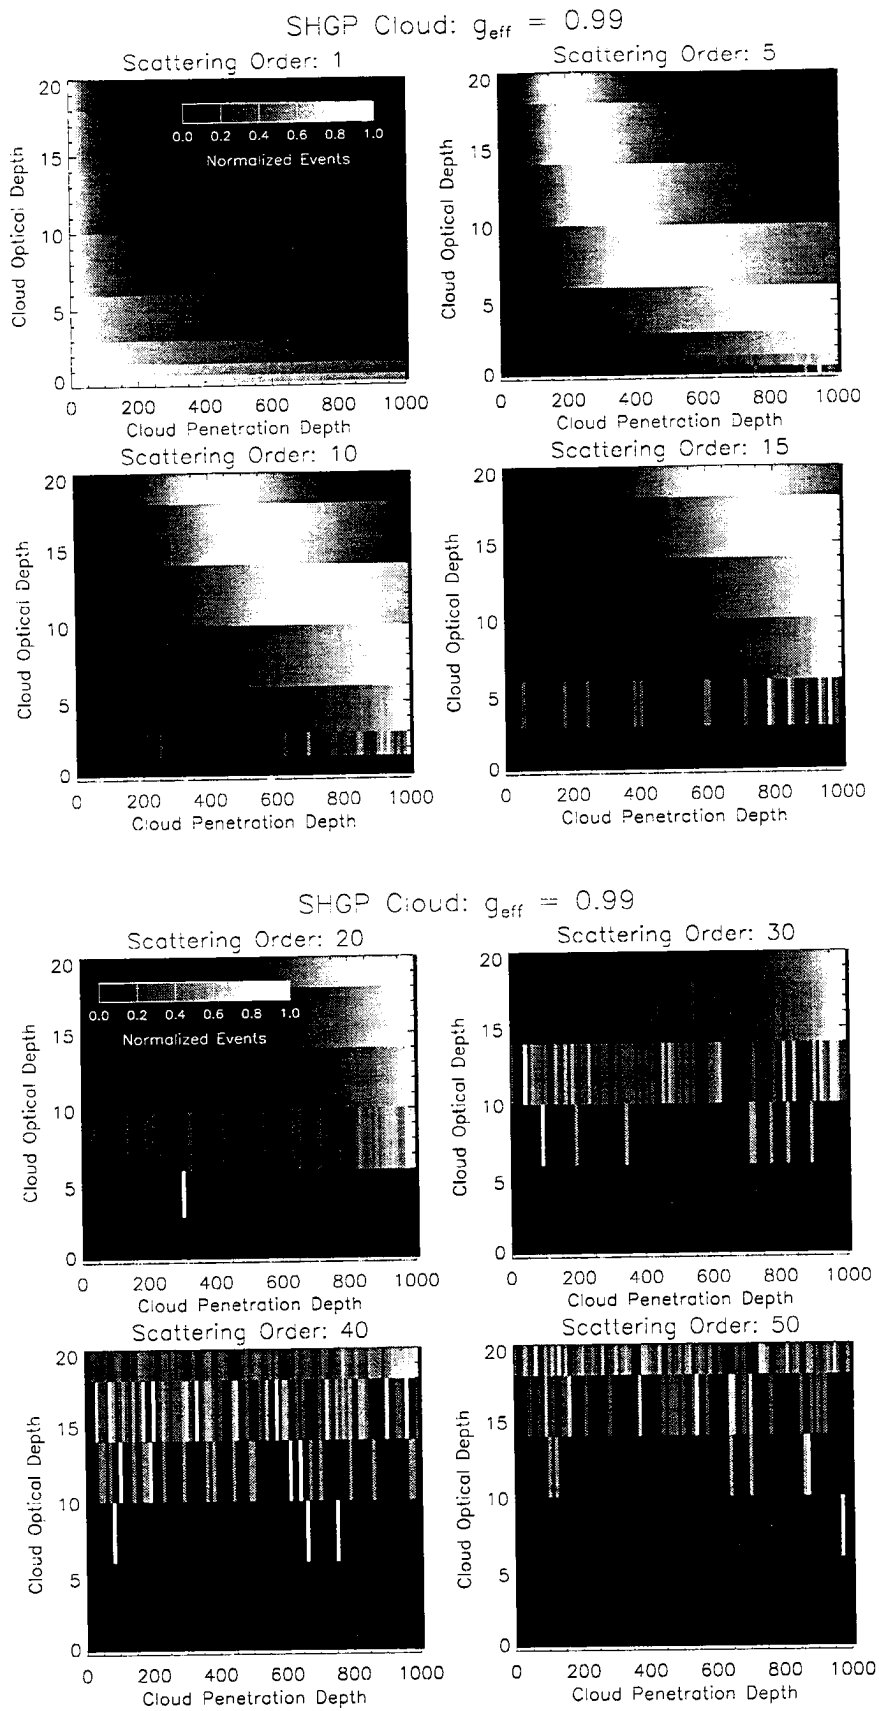 SHGP Cloud: geff = 0.99
Scattering Order: 1
Scattering Order: 5
20
15
10
5
0
Cloud Optical Depth
0.0 0.2 0.4 0.6 0.8 1.0
Normalized Events
0 200 400 600 800 1000
Cloud Penetration Depth
20
15
10
5
0
Cloud Optical Depth
0 200 400 600 800 1000
Cloud Penetration Depth
Scattering Order: 10
Scattering Order: 15
20
15
10
5
0
Cloud Optical Depth
0 200 400 600 800 1000
Cloud Penetration Depth
20
15
10
5
0
Cloud Optical Depth
0 200 400 600 800 1000
Cloud Penetration Depth
SHGP Cloud: geff = 0.99
Scattering Order: 20
Scattering Order: 30
20
15
10
5
0
Cloud Optical Depth
0.0 0.2 0.4 0.6 0.8 1.0
Normalized Events
0 200 400 600 800 1000
Cloud Penetration Depth
20
15
10
5
0
Cloud Optical Depth
0 200 400 600 800 1000
Cloud Penetration Depth
Scattering Order: 40
Scattering Order: 50
20
15
10
5
0
Cloud Optical Depth
0 200 400 600 800 1000
Cloud Penetration Depth
20
15
10
5
0
Cloud Optical Depth
0 200 400 600 800 1000
Cloud Penetration Depth